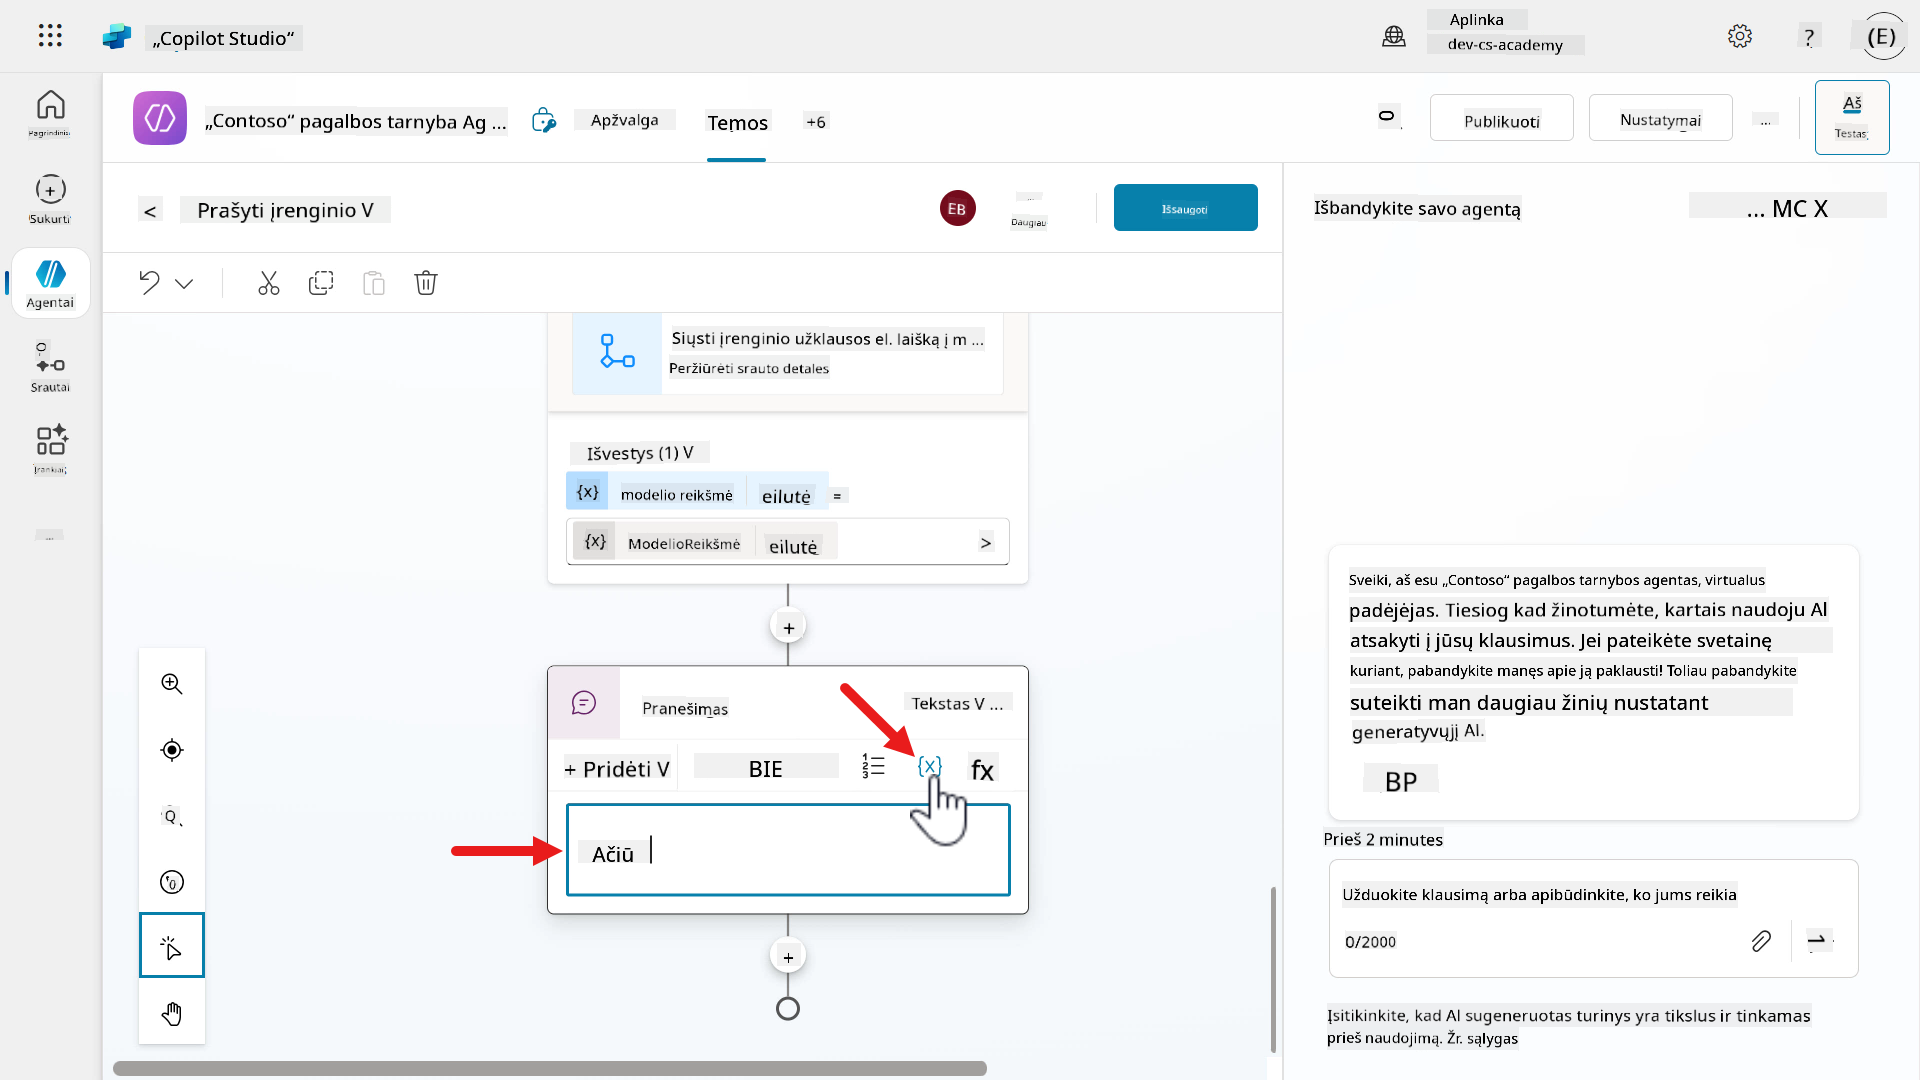 „Copilot Studio“
Aplinka
dev-cs-academy
?
(E)
Pagrindinis
Sukurti
Agentai
Srautai
Įrankiai
„Contoso“ pagalbos tarnyba Ag ...
Apžvalga
Temos
+6
Publikuoti
Nustatymai
...
Aš
Testas
< Prašyti įrenginio V
EB
...
Daugiau
Išsaugoti
Siųsti įrenginio užklausos el. laišką į m ...
Peržiūrėti srauto detales
Išvestys (1) V
{x} modelio reikšmė eilutė =
{x} ModelioReikšmė eilutė >
+
Pranešimas
Tekstas V ...
+ Pridėti V
BIE
{x}
fx
Ačiū
+
Išbandykite savo agentą
... MC X
Sveiki, aš esu „Contoso“ pagalbos tarnybos agentas, virtualus
padėjėjas. Tiesiog kad žinotumėte, kartais naudoju AI
atsakyti į jūsų klausimus. Jei pateikėte svetainę
kuriant, pabandykite manęs apie ją paklausti! Toliau pabandykite
suteikti man daugiau žinių nustatant
generatyvųjį AI.
BP
Prieš 2 minutes
Užduokite klausimą arba apibūdinkite, ko jums reikia
0/2000
Įsitikinkite, kad AI sugeneruotas turinys yra tikslus ir tinkamas
prieš naudojimą. Žr. sąlygas